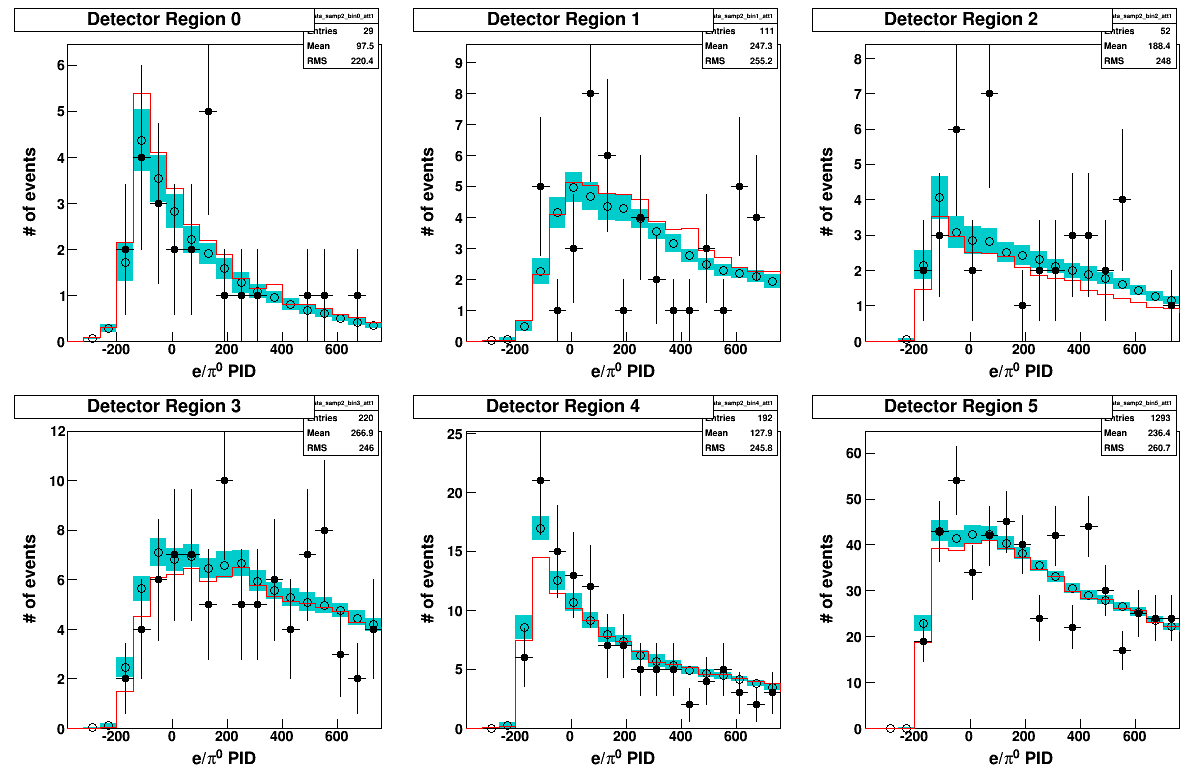 Detector Region 0
ata_samp2_bin0_att1
Entries 29
Mean 97.5
RMS 220.4
# of events
6
5
4
3
2
1
0
-200 0 200 400 600
e/π⁰ PID
Detector Region 1
ata_samp2_bin1_att1
Entries 111
Mean 247.3
RMS 255.2
# of events
9
8
7
6
5
4
3
2
1
0
-200 0 200 400 600
e/π⁰ PID
Detector Region 2
ata_samp2_bin2_att1
Entries 52
Mean 188.4
RMS 248
# of events
8
7
6
5
4
3
2
1
0
-200 0 200 400 600
e/π⁰ PID
Detector Region 3
ata_samp2_bin3_att1
Entries 220
Mean 266.9
RMS 246
# of events
12
10
8
6
4
2
0
-200 0 200 400 600
e/π⁰ PID
Detector Region 4
ata_samp2_bin4_att1
Entries 192
Mean 127.9
RMS 245.8
# of events
25
20
15
10
5
0
-200 0 200 400 600
e/π⁰ PID
Detector Region 5
ata_samp2_bin5_att1
Entries 1293
Mean 236.4
RMS 260.7
# of events
60
50
40
30
20
10
0
-200 0 200 400 600
e/π⁰ PID